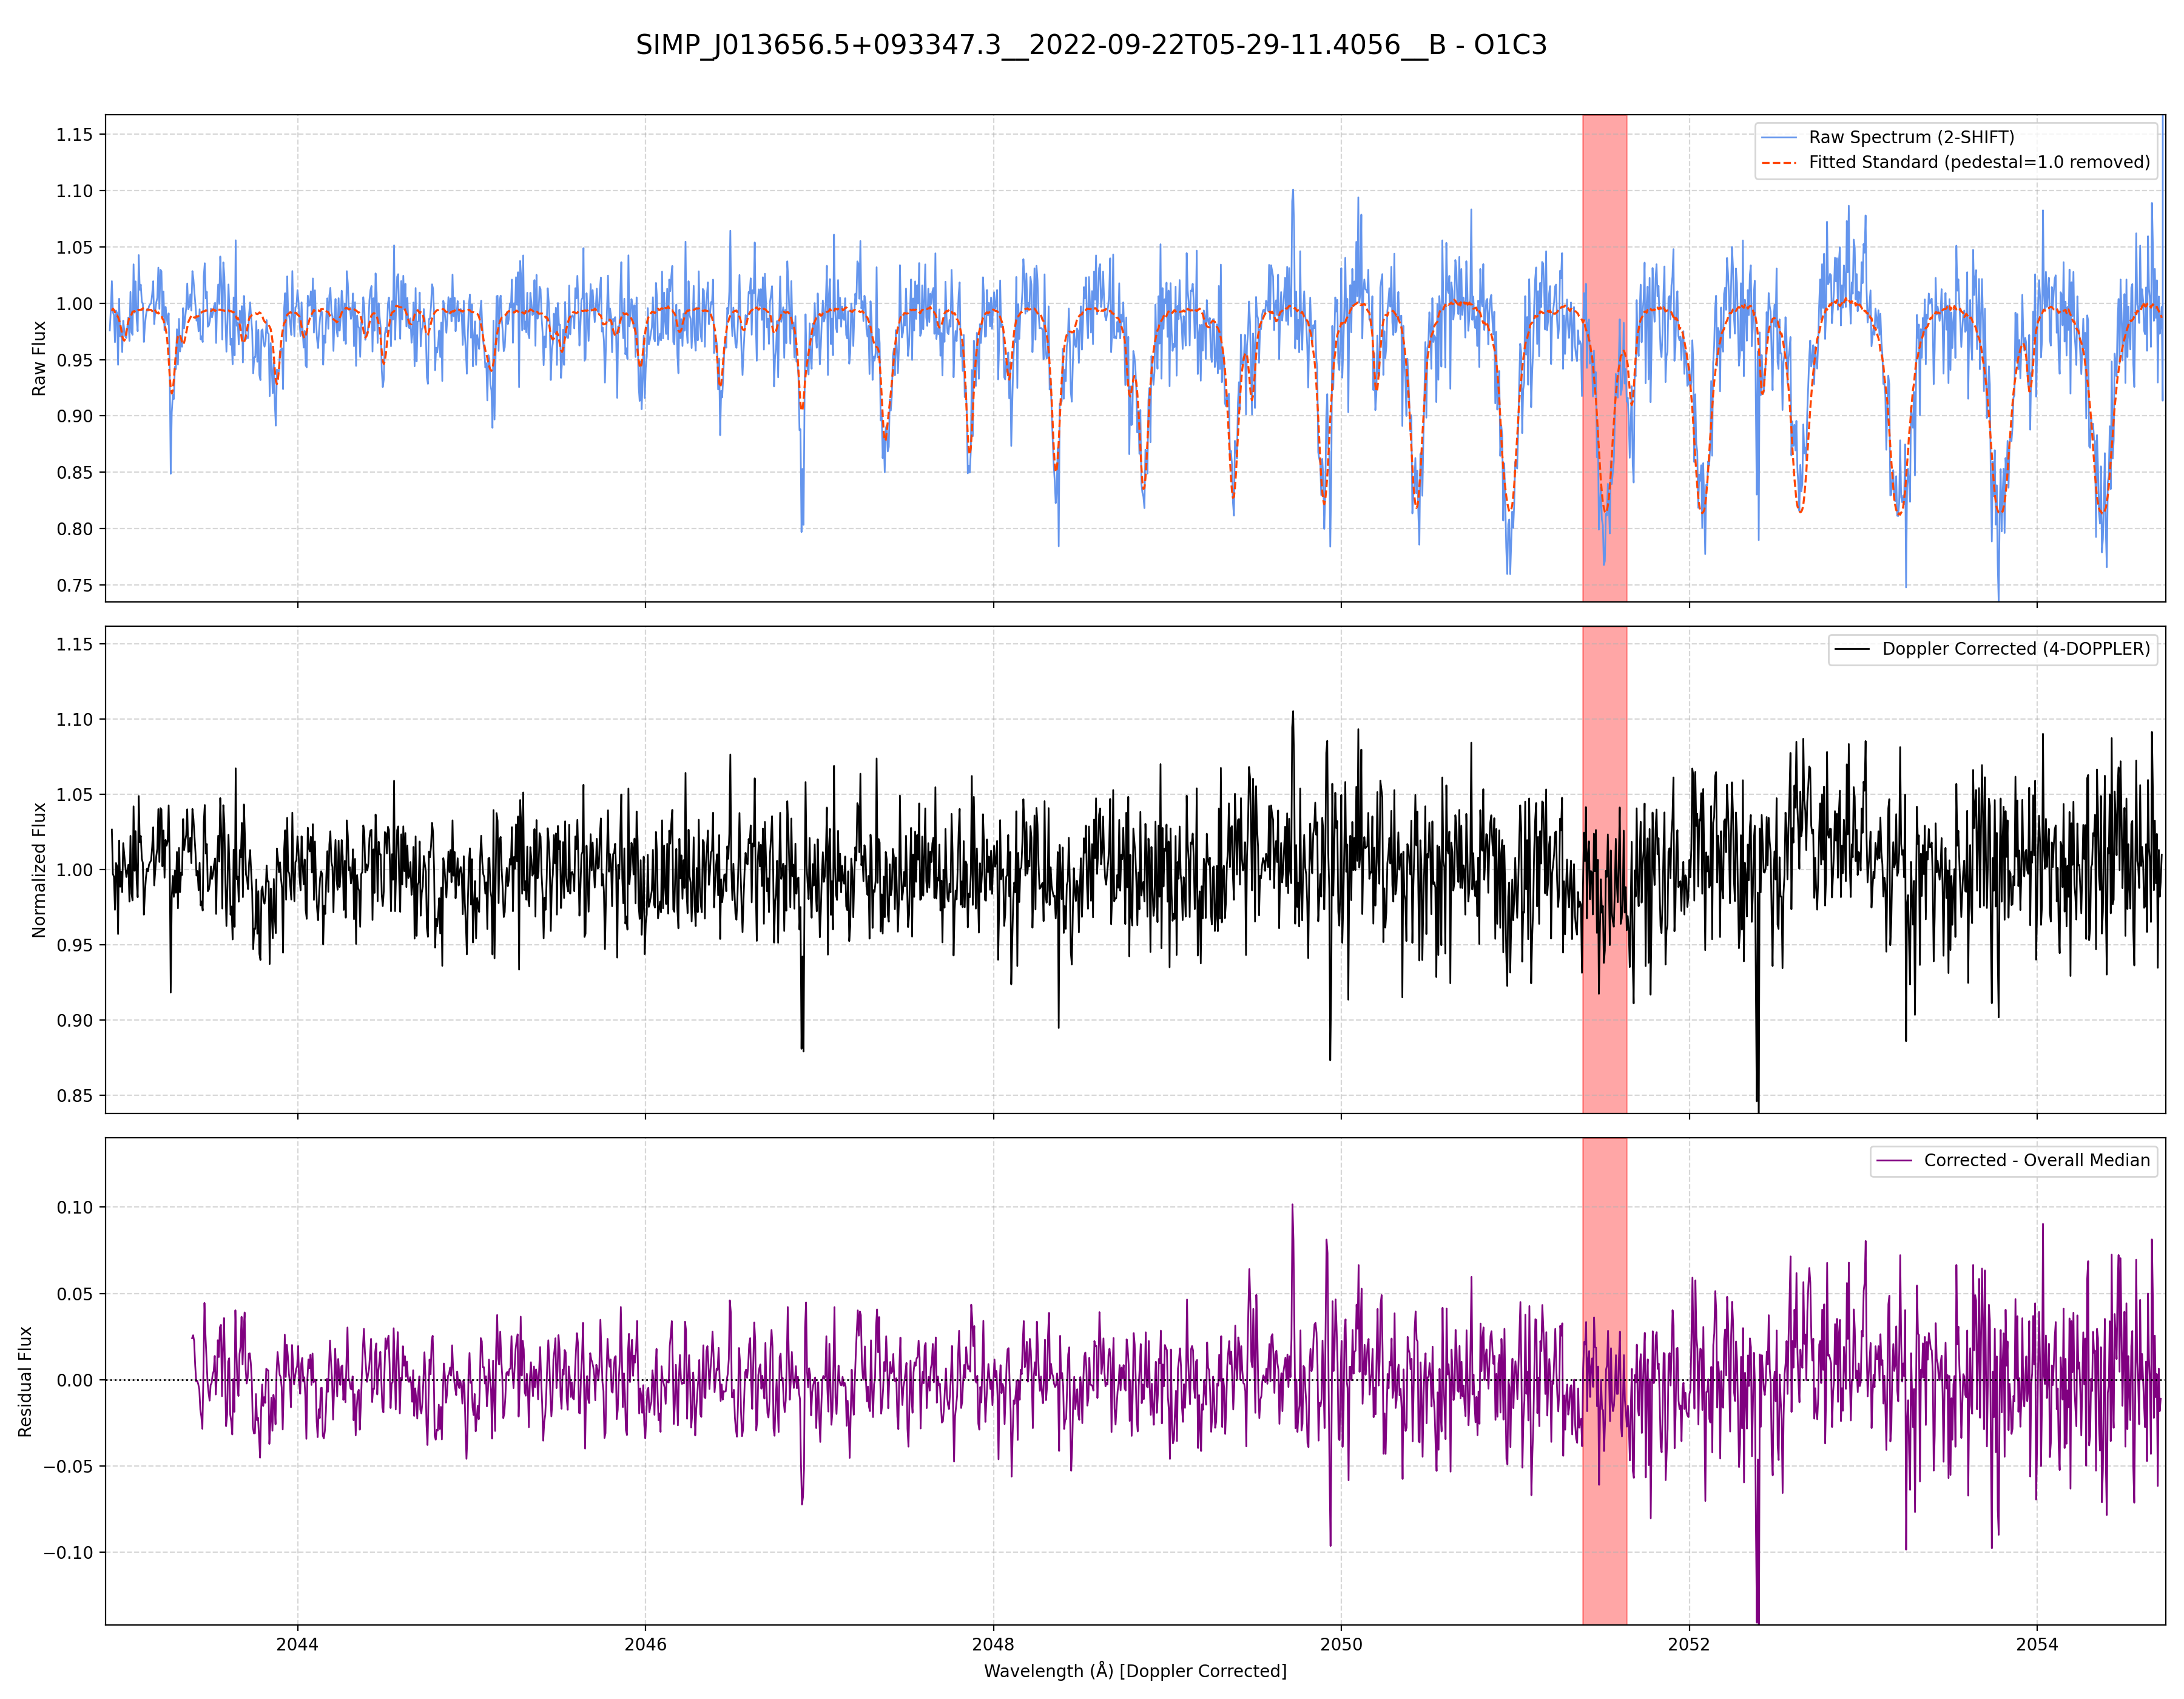 SIMP_J013656.5+093347.3__2022-09-22T05-29-11.4056__B - O1C3
Raw Spectrum (2-SHIFT)
Fitted Standard (pedestal=1.0 removed)
1.15
1.10
1.05
1.00
0.95
0.90
0.85
0.80
0.75
Raw Flux
Doppler Corrected (4-DOPPLER)
1.15
1.10
1.05
1.00
0.95
0.90
0.85
Normalized Flux
Corrected - Overall Median
0.10
0.05
0.00
−0.05
−0.10
Residual Flux
2044 2046 2048 2050 2052 2054
Wavelength (Å) [Doppler Corrected]